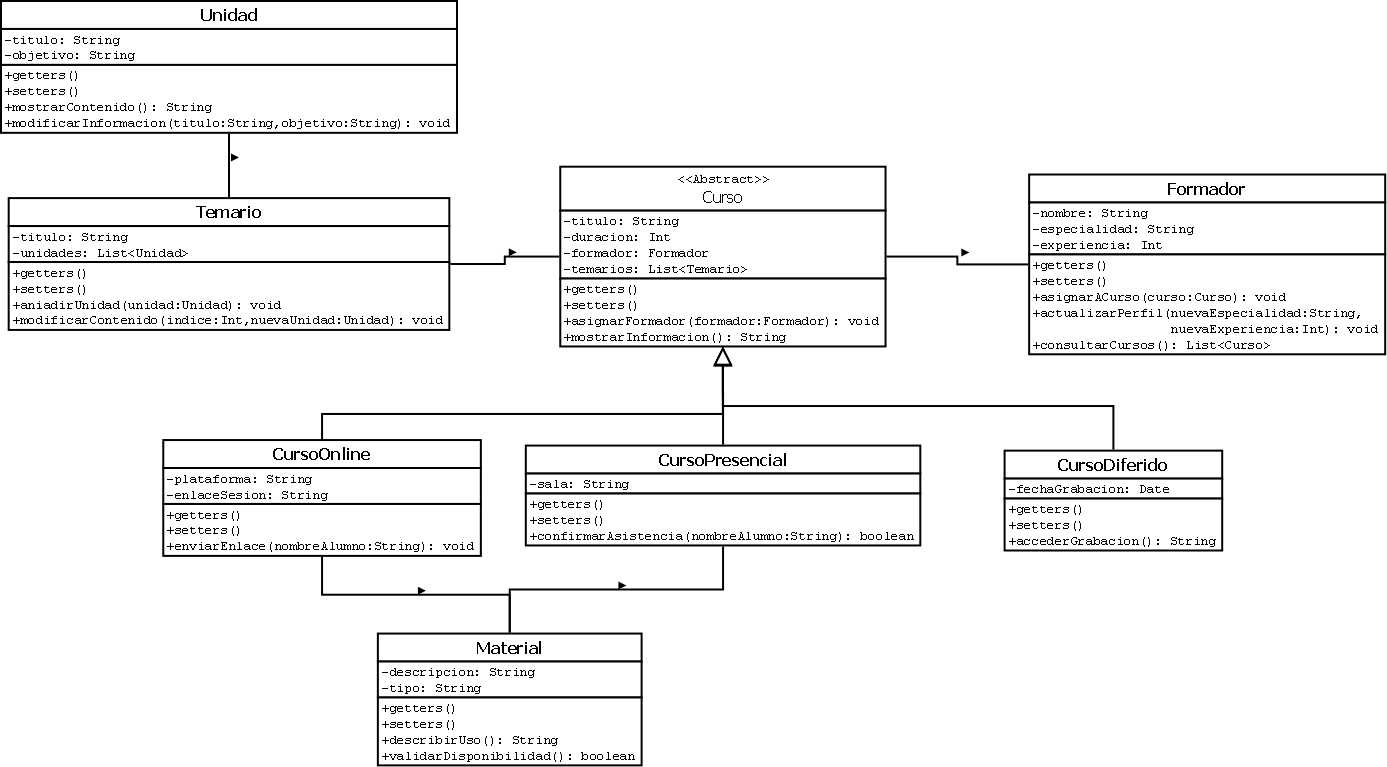 Unidad
-titulo: String
-objetivo: String
+getters()
+setters()
+mostrarContenido(): String
+modificarInformacion(titulo:String,objetivo:String): void
Temario
-titulo: String
-unidades: List<Unidad>
+getters()
+setters()
+aniadirUnidad(unidad:Unidad): void
+modificarContenido(indice:Int,nuevaUnidad:Unidad): void
<<Abstract>>
Curso
-titulo: String
-duracion: Int
-formador: Formador
-temarios: List<Temario>
+getters()
+setters()
+asignarFormador(formador:Formador): void
+mostrarInformacion(): String
Formador
-nombre: String
-especialidad: String
-experiencia: Int
+getters()
+setters()
+asignarACurso(curso:Curso): void
+actualizarPerfil(nuevaEspecialidad:String,
nuevaExperiencia:Int): void
+consultarCursos(): List<Curso>
CursoOnline
-plataforma: String
-enlaceSesion: String
+getters()
+setters()
+enviarEnlace(nombreAlumno:String): void
CursoPresencial
-sala: String
+getters()
+setters()
+confirmarAsistencia(nombreAlumno:String): boolean
CursoDiferido
-fechaGrabacion: Date
+getters()
+setters()
+accederGrabacion(): String
Material
-descripcion: String
-tipo: String
+getters()
+setters()
+describirUso(): String
+validarDisponibilidad(): boolean